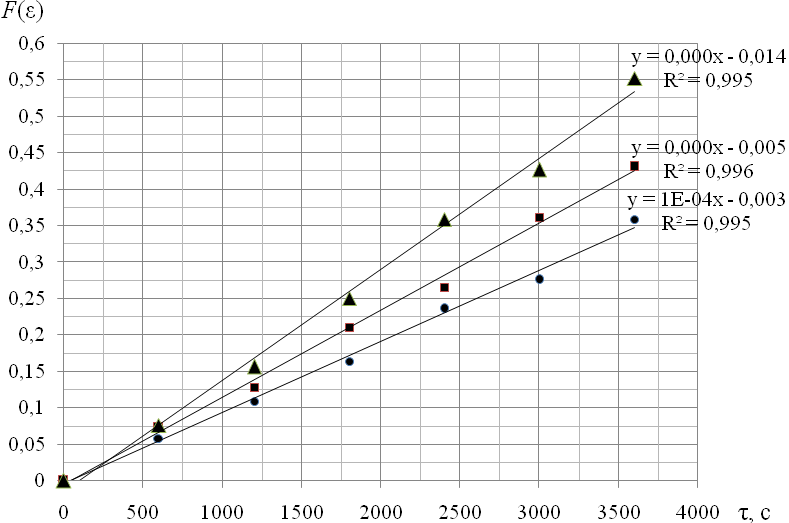 F(ε)
0,6
0,55
0,5
0,45
0,4
0,35
0,3
0,25
0,2
0,15
0,1
0,05
0
y = 0,000x - 0,014
R² = 0,995
y = 0,000x - 0,005
R² = 0,996
y = 1E-04x - 0,003
R² = 0,995
0 500 1000 1500 2000 2500 3000 3500 4000 τ, с